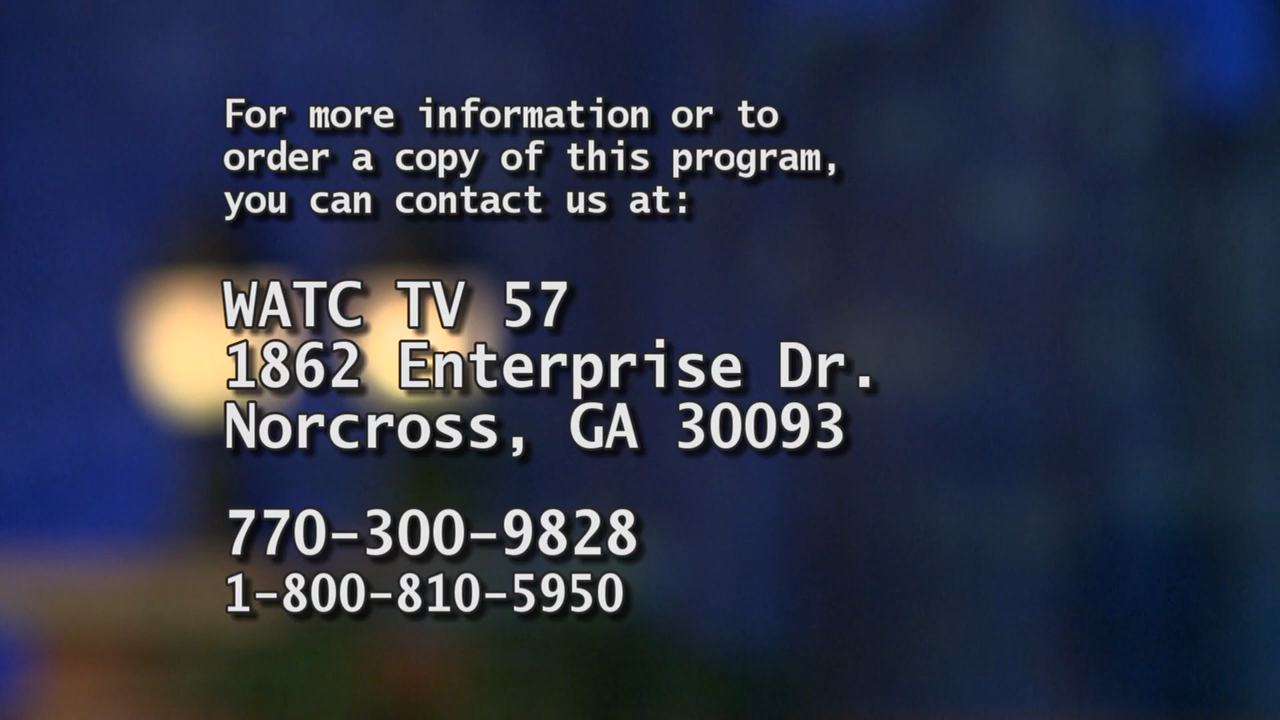 For more information or to
order a copy of this program,
you can contact us at:
WATC TV 57
1862 Enterprise Dr.
Norcross, GA 30093
770-300-9828
1-800-810-5950